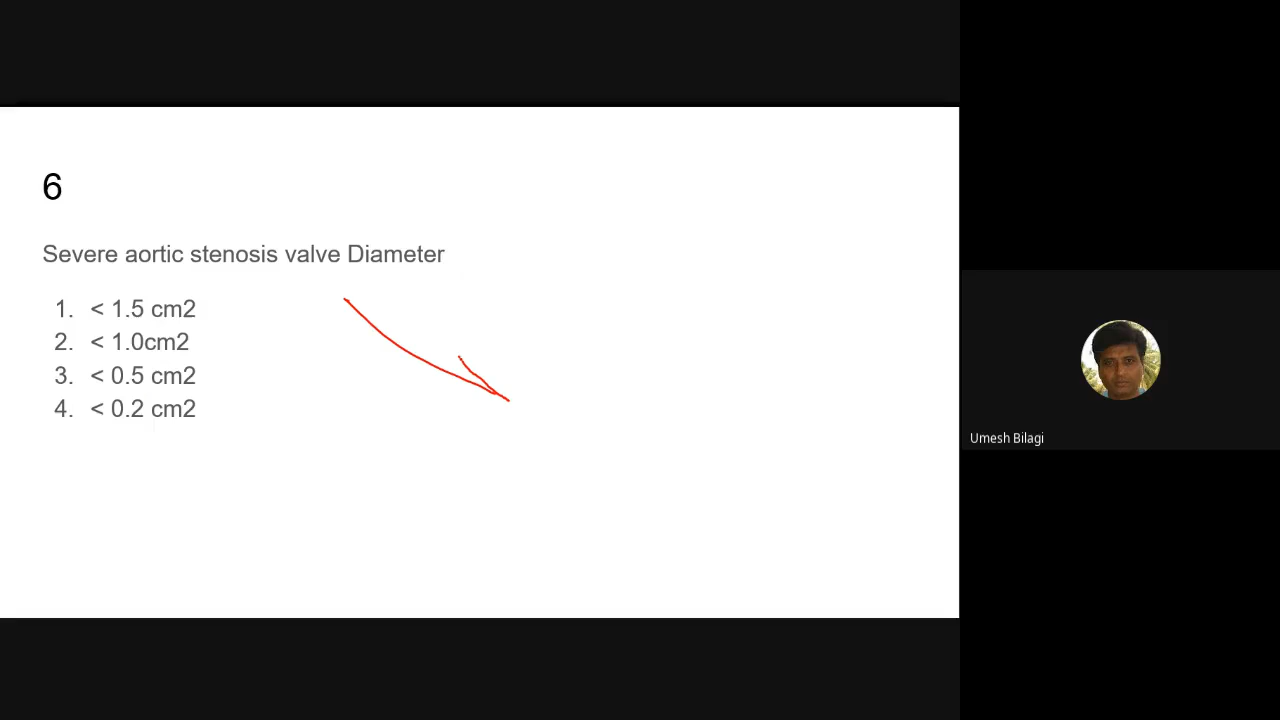 6
Severe aortic stenosis valve Diameter
1. < 1.5 cm2
2. < 1.0cm2
3. < 0.5 cm2
4. < 0.2 cm2
Umesh Bilagi